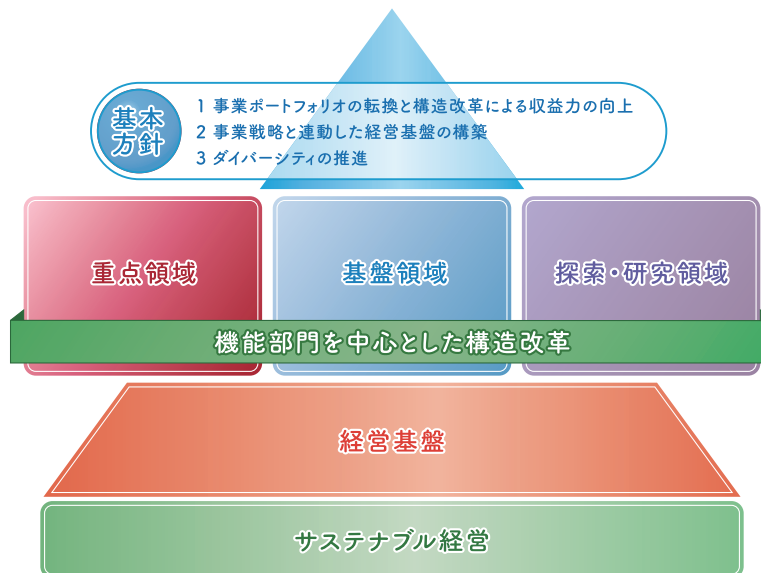 基本
方針
1 事業ポートフォリオの転換と構造改革による収益力の向上
2 事業戦略と連動した経営基盤の構築
3 ダイバーシティの推進
重点領域
基盤領域
探索・研究領域
機能部門を中心とした構造改革
経営基盤
サステナブル経営